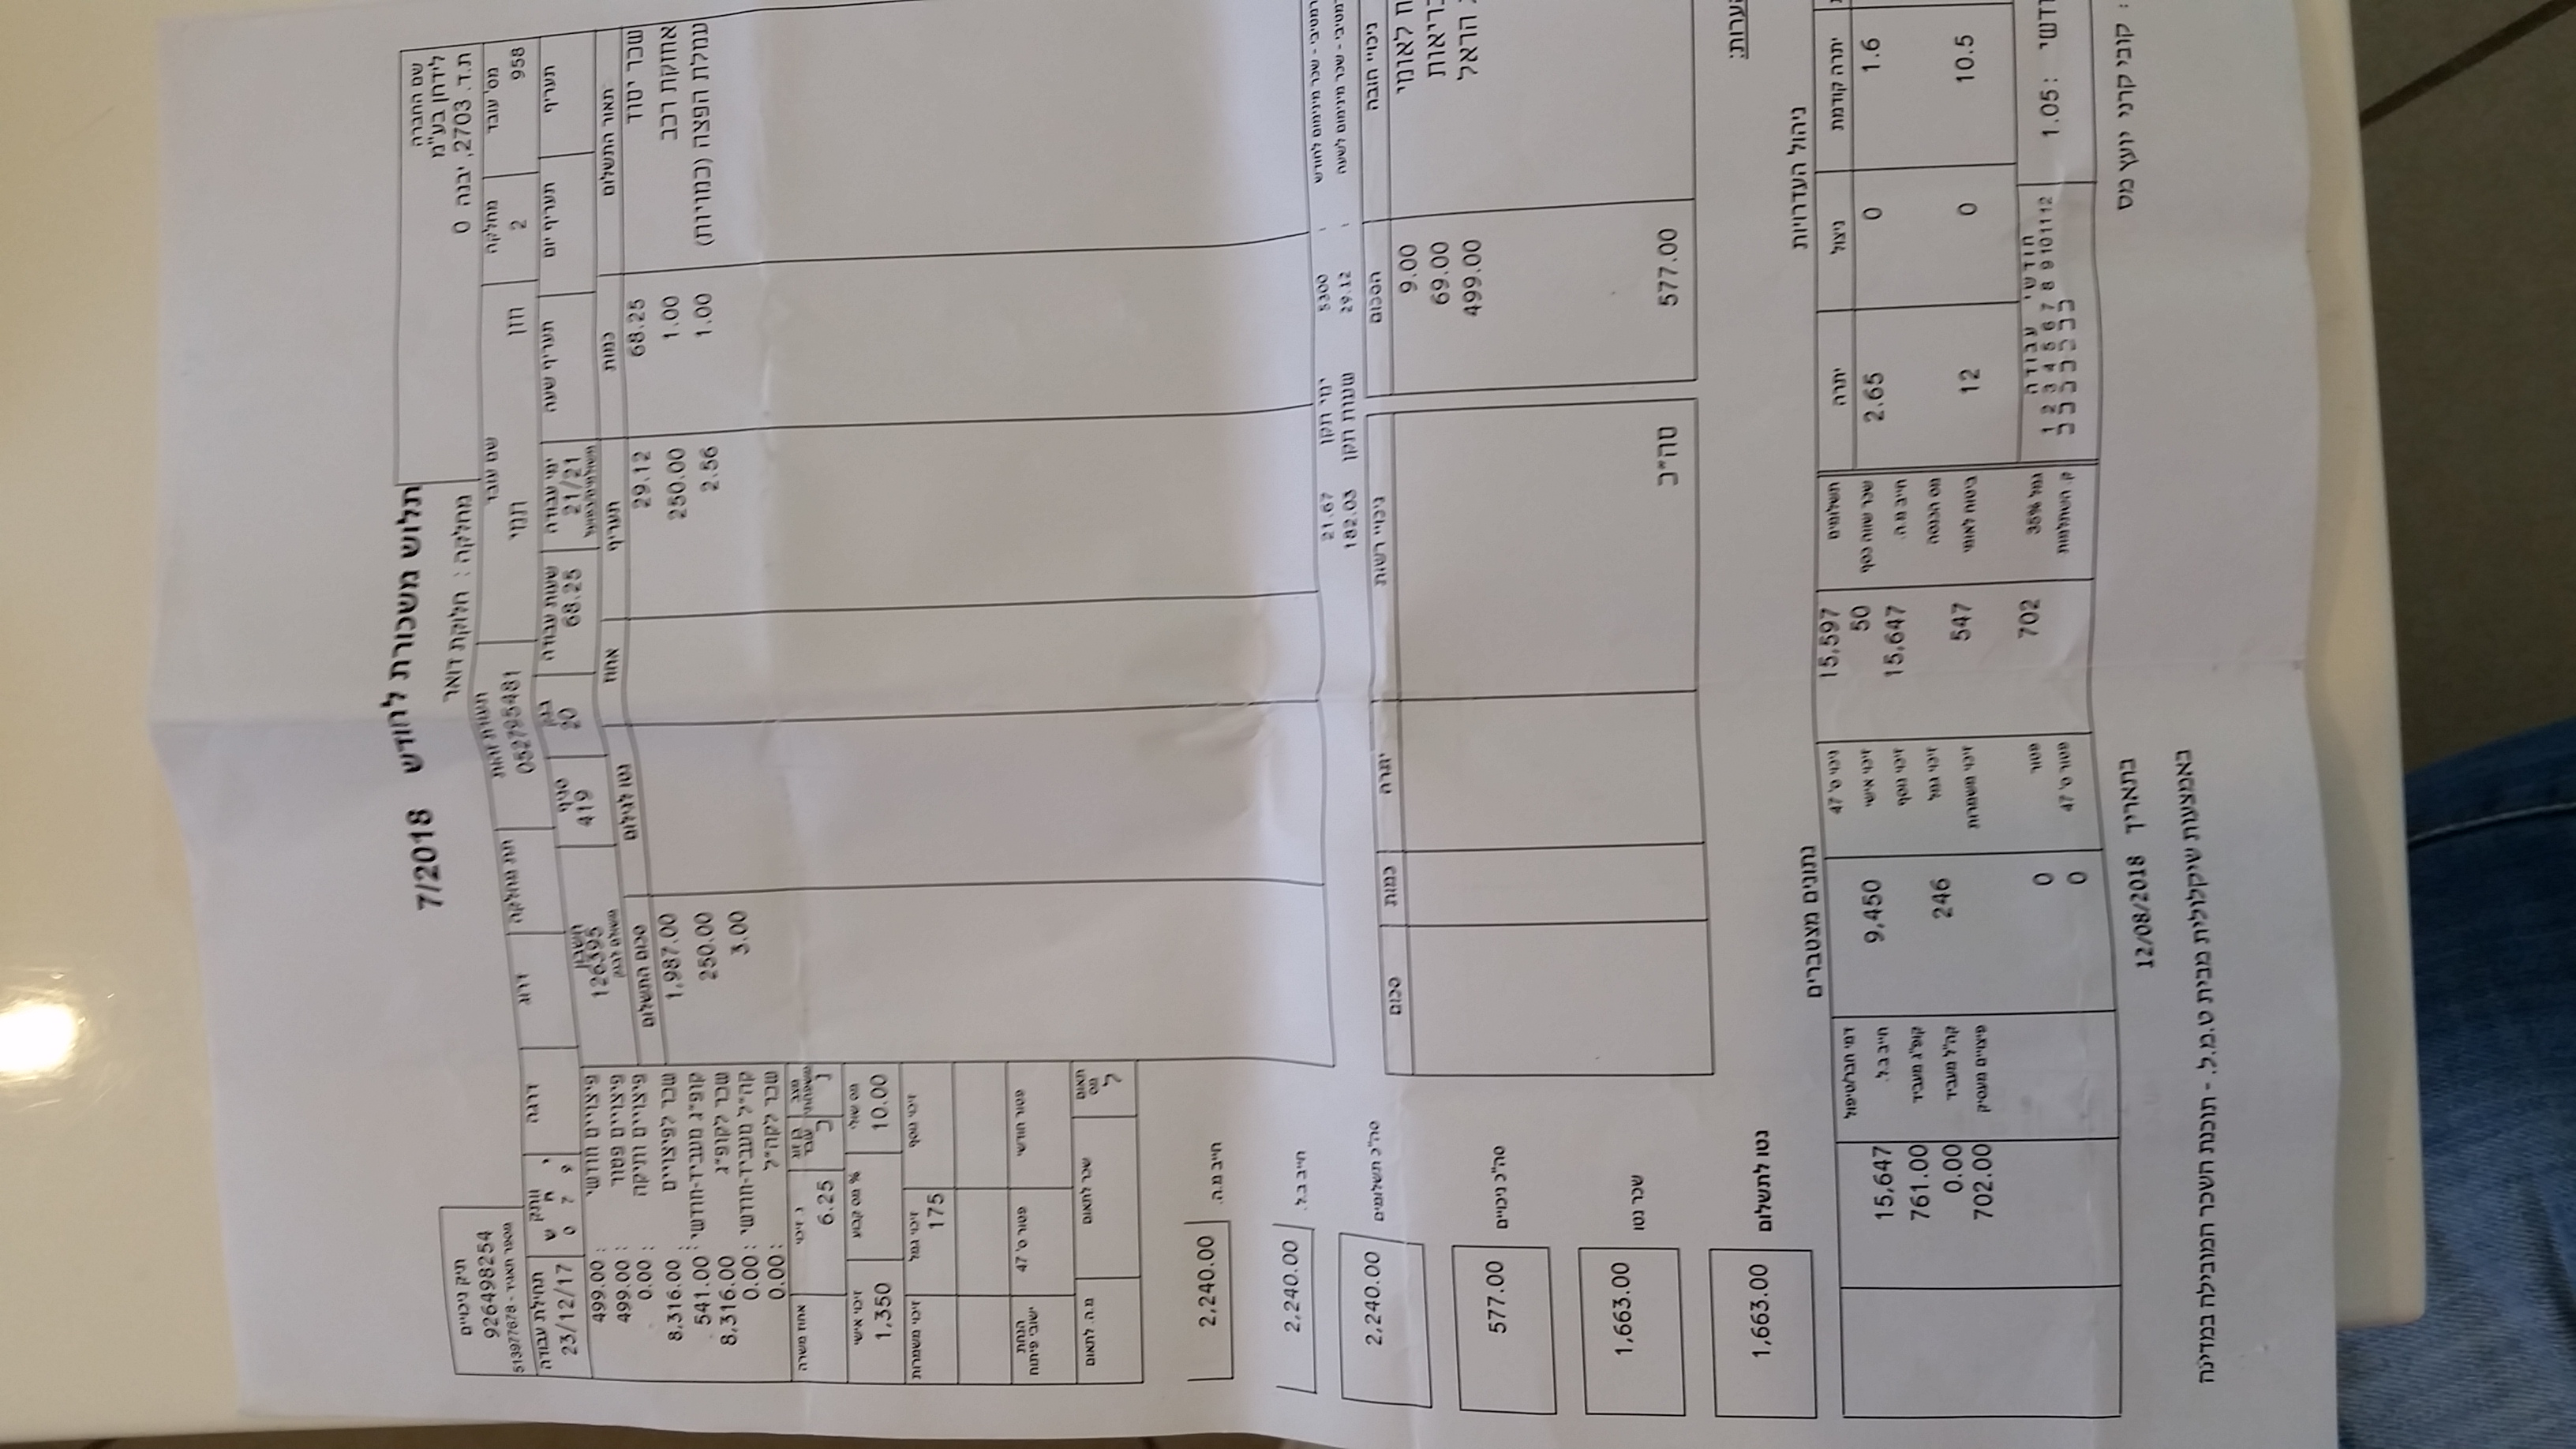 תלוש משכורת לחודש 7/2018
שם החברה
לידחן בע"מ
ת.ד. 2703, יבנה 0
מחלקה : חלוקת דואר
תיק ניכויים
926498254
מספר תאגיד - 513977678
מס' עובד מחלקה שם עובד תעודת זהות תת מחלקה דרוג דרגה וותק תחילת עבודה
958 2 חזן תמי 052795481 23/12/17
י ח ש
9 7 0
תעריף תעריף יום תעריף שעה ימי עבודה שעות עבודה בנק סניף חשבון
21/21 68.25 20 419 126395
משולמים/בפועל משולם לבנק
תאור התשלום כמות תעריף אחוז נטו לגילום סכום התשלום
שכר יסוד 68.25 29.12 1,987.00
אחזקת רכב 1.00 250.00 250.00
עמלת הפצה (כמויות) 1.00 2.56 3.00
פיצויים חודשי : 499.00
פיצויים פטור : 499.00
פיצויים ותיקה : 0.00
שכר לפיצויים : 8,316.00
קופ"ג מעביד-חודשי : 541.00
שכר לקופ"ג 8,316.00
קה"ל מעביד-חודשי : 0.00
שכר לקה"ל : 0.00
מצב משפחתי בן זוג עובד נ. זיכוי אחוז משרה
נ כ 6.25
מס שולי % מס קבוע זיכוי אישי
10.00 1,350
זיכוי נוסף זיכוי גמל זיכוי משמרות
175
פטור חודשי פטור ס' 47 הנחת ישובי פיתוח
תאום מס שכר לתאום מ.ה. לתאום
ל
חייב מ.ה. 2,240.00
חייב ב.ל. 2,240.00
סה"כ תשלומים 2,240.00
סה"כ ניכויים 577.00
שכר נטו 1,663.00
נטו לתשלום 1,663.00
שכר מינימום לחודש : 5300 ימי תקן 21.67
שכר מינימום לשעה : 29.12 שעות תקן 182.03
ניכויי חובה הסכום ניכויי רשות יתרה כמות סכום
לאומי 9.00
בריאות 69.00
הראל 499.00
577.00 סה"כ
הערות:
ניהול העדרויות
יתרה קודמת ניצול יתרה
1.6 0 2.65
10.5 0 12
1.05 :
חודשי עבודה
1 2 3 4 5 6 7 8 9 10 11 12
כ כ כ כ כ כ כ
נתונים מצטברים
תשלומים 15,597 ניכוי ס' 47 דמי חבר/טיפול
שכר שווה כסף 50 זיכוי אישי 9,450 חייב ב.ל. 15,647
חייב מ.ה. 15,647 זיכוי נוסף קופ"ג מעביד 761.00
מס הכנסה זיכוי גמל 246 קה"ל מעביד 0.00
ביטוח לאומי 547 זיכוי משמרות פיצויים מעסיק 702.00
גמל 35% 702 פטור 0
ק. השתלמות פטור ס' 47 0
: קובי קרני יועץ מס
בתאריך 12/08/2018
באמצעות שיקלולית מבית ט.מ.ל. - תוכנת השכר המובילה במדינה